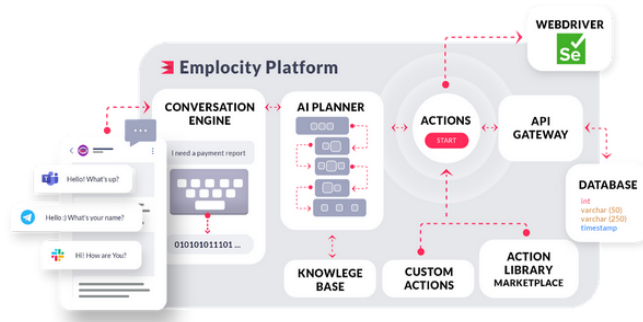 WEBDRIVER
Se
Emplocity Platform
CONVERSATION
ENGINE
I need a payment report
010101011101 ...
AI PLANNER
ACTIONS
START
API
GATEWAY
DATABASE
int
varchar (50)
varchar (250)
timestamp
Hello! What's up?
Hello :) What's your name?
Hi! How are You?
KNOWLEGE
BASE
CUSTOM
ACTIONS
ACTION
LIBRARY
MARKETPLACE